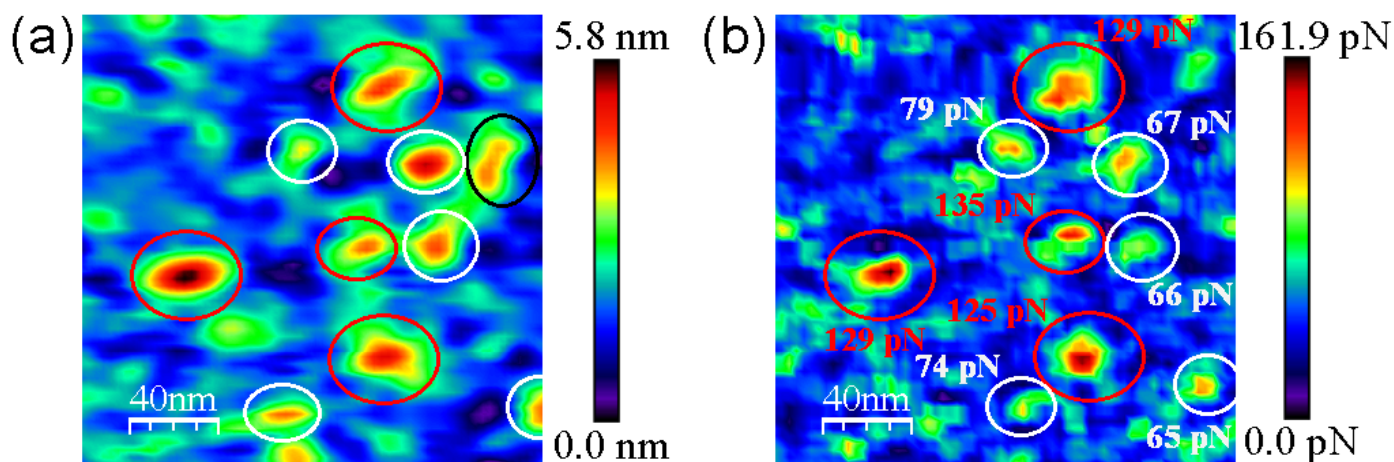 (a)
5.8 nm
40nm
0.0 nm
(b)
129 pN
161.9 pN
79 pN
67 pN
135 pN
66 pN
125 pN
129 pN
74 pN
40nm
65 pN
0.0 pN